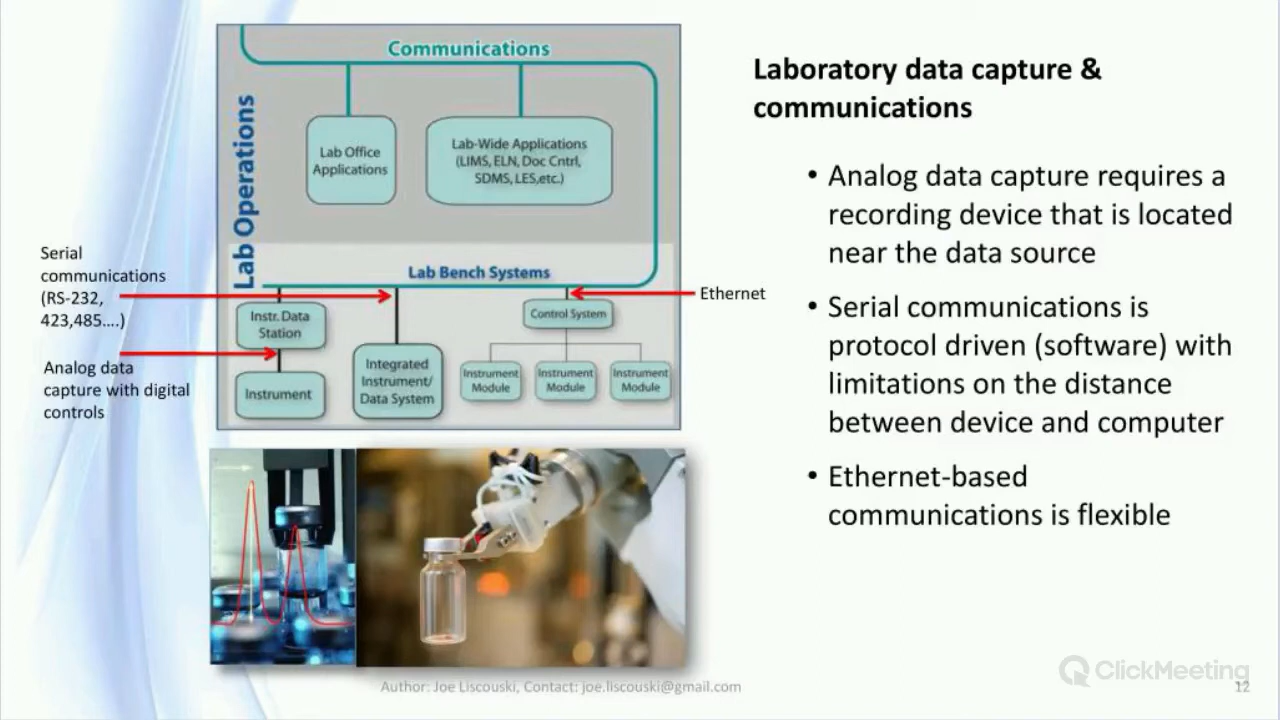 Communications
Lab Operations
Lab Office
Applications
Lab-Wide Applications
(LIMS, ELN, Doc Cntrl,
SDMS, LES,etc.)
Lab Bench Systems
Serial
communications
(RS-232,
423,485....)
Analog data
capture with digital
controls
Ethernet
Instr. Data
Station
Instrument
Integrated
Instrument/
Data System
Control System
Instrument
Module
Instrument
Module
Instrument
Module
Laboratory data capture &
communications
• Analog data capture requires a
recording device that is located
near the data source
• Serial communications is
protocol driven (software) with
limitations on the distance
between device and computer
• Ethernet-based
communications is flexible
Author: Joe Liscouski, Contact: joe.liscouski@gmail.com
ClickMeeting
12